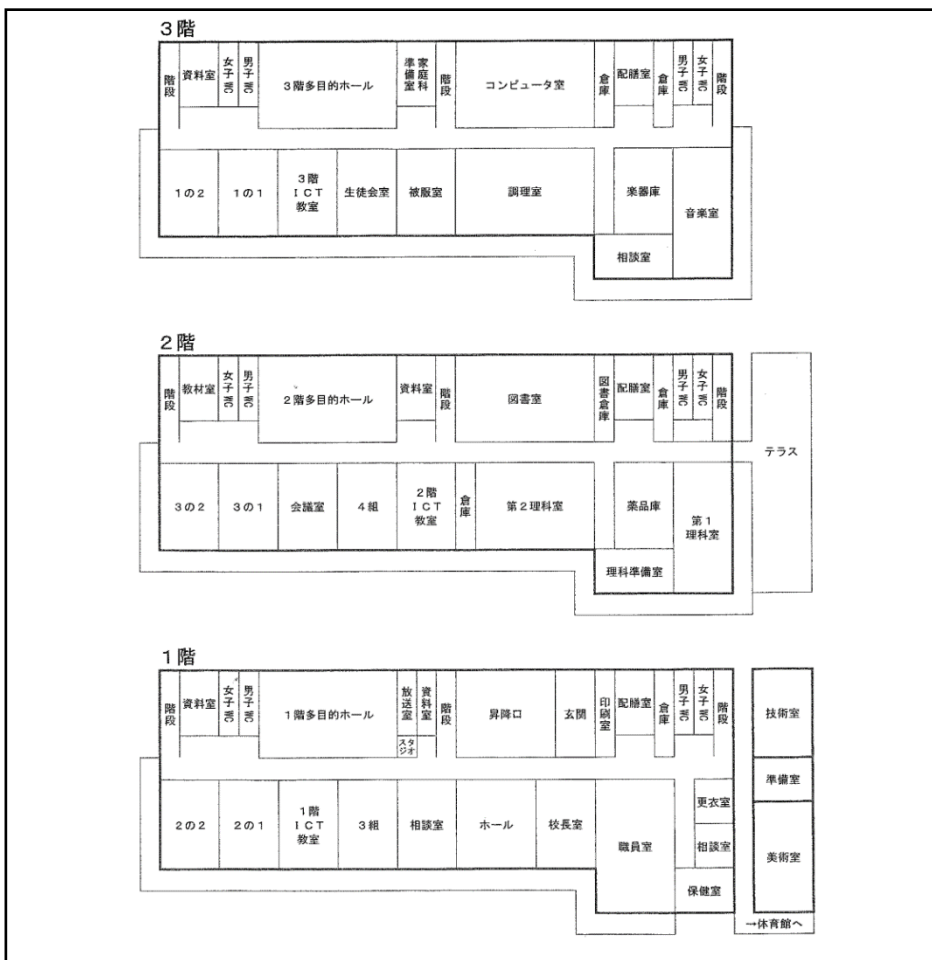 3階
階段
資料室
女子WC
男子WC
3階多目的ホール
家庭科
準備室
階段
コンピュータ室
倉庫
配膳室
倉庫
男子WC
女子WC
階段
1の2
1の1
3階
ICT
教室
生徒会室
被服室
調理室
楽器庫
音楽室
相談室
2階
階段
教材室
女子WC
男子WC
2階多目的ホール
資料室
階段
図書室
図書倉庫
配膳室
倉庫
男子WC
女子WC
階段
テラス
3の2
3の1
会議室
4組
2階
ICT
教室
倉庫
第2理科室
薬品庫
第1
理科室
理科準備室
1階
階段
資料室
女子WC
男子WC
1階多目的ホール
放送室
スタ
ジオ
資料室
階段
昇降口
玄関
印刷室
配膳室
倉庫
男子WC
女子WC
階段
技術室
準備室
美術室
2の2
2の1
1階
ICT
教室
3組
相談室
ホール
校長室
職員室
更衣室
相談室
保健室
→体育館へ